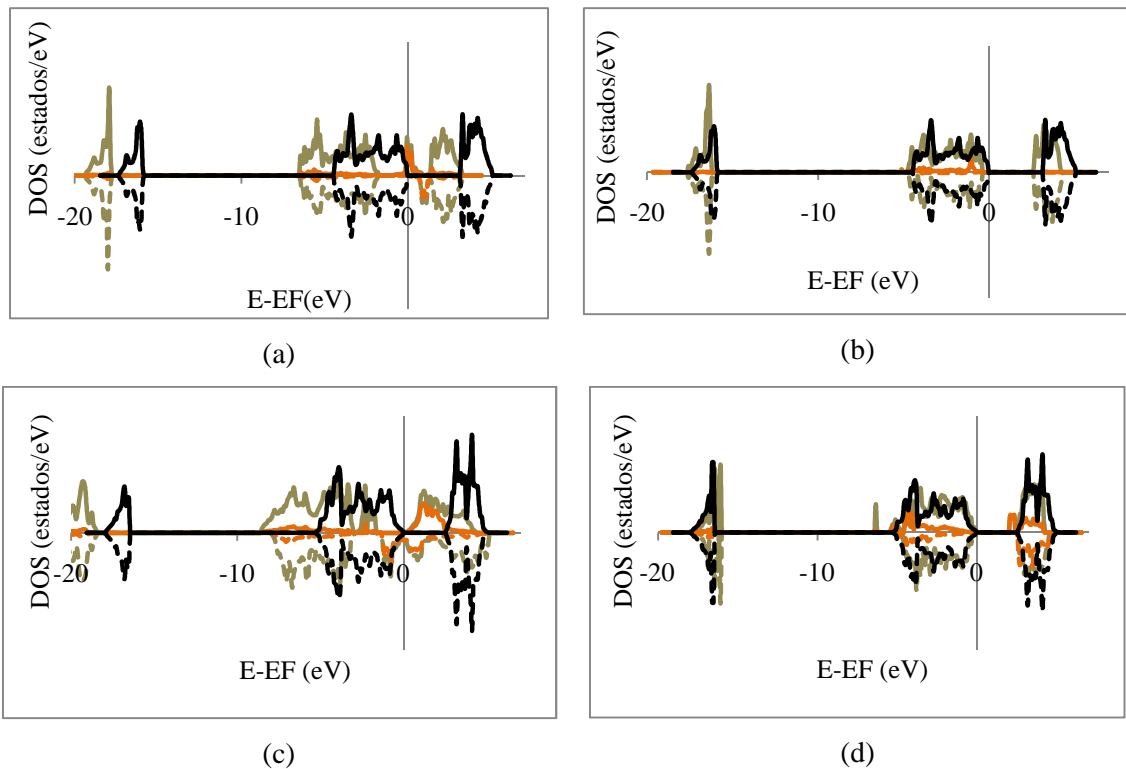 DOS (estados/eV)
-20 -10 0
E-EF(eV)
(a)
DOS (estados/eV)
-20 -10 0
E-EF (eV)
(b)
DOS (estados/eV)
-20 -10 0
E-EF (eV)
(c)
DOS (estados/eV)
-20 -10 0
E-EF (eV)
(d)